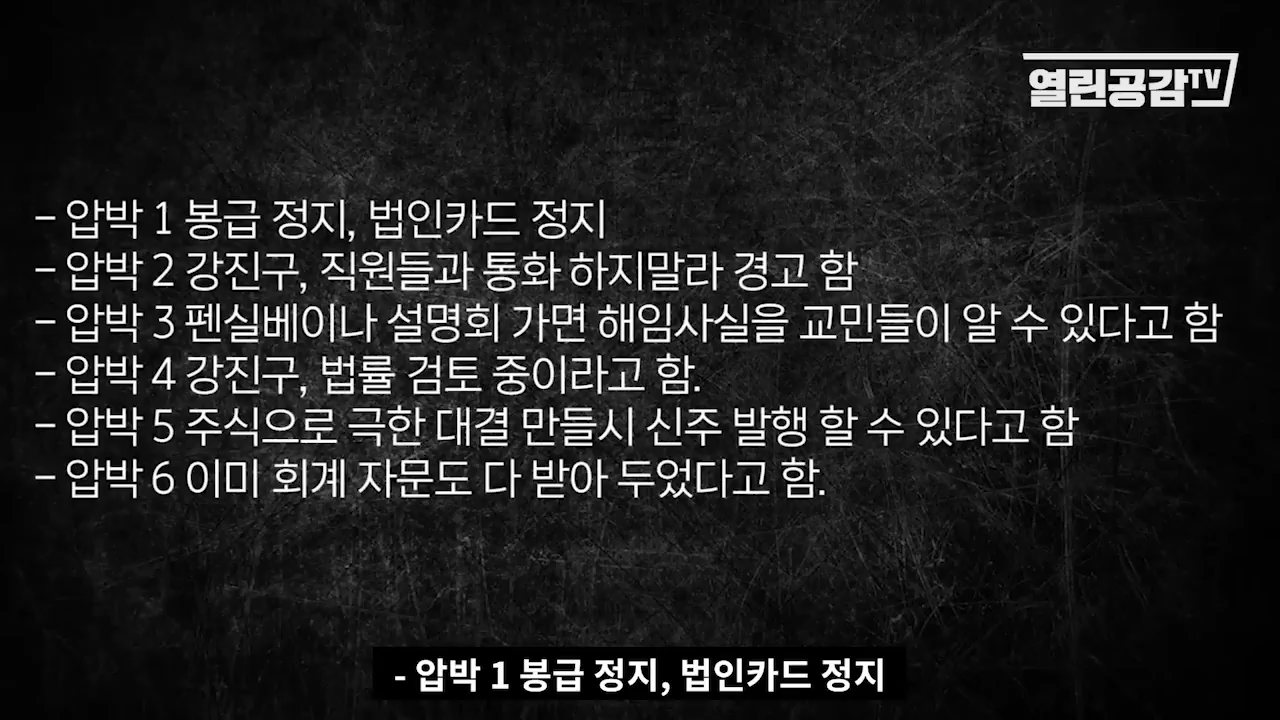 열린공감TV
- 압박 1 봉급 정지, 법인카드 정지
- 압박 2 강진구, 직원들과 통화 하지말라 경고 함
- 압박 3 펜실베이나 설명회 가면 해임사실을 교민들이 알 수 있다고 함
- 압박 4 강진구, 법률 검토 중이라고 함.
- 압박 5 주식으로 극한 대결 만들시 신주 발행 할 수 있다고 함
- 압박 6 이미 회계 자문도 다 받아 두었다고 함.
- 압박 1 봉급 정지, 법인카드 정지